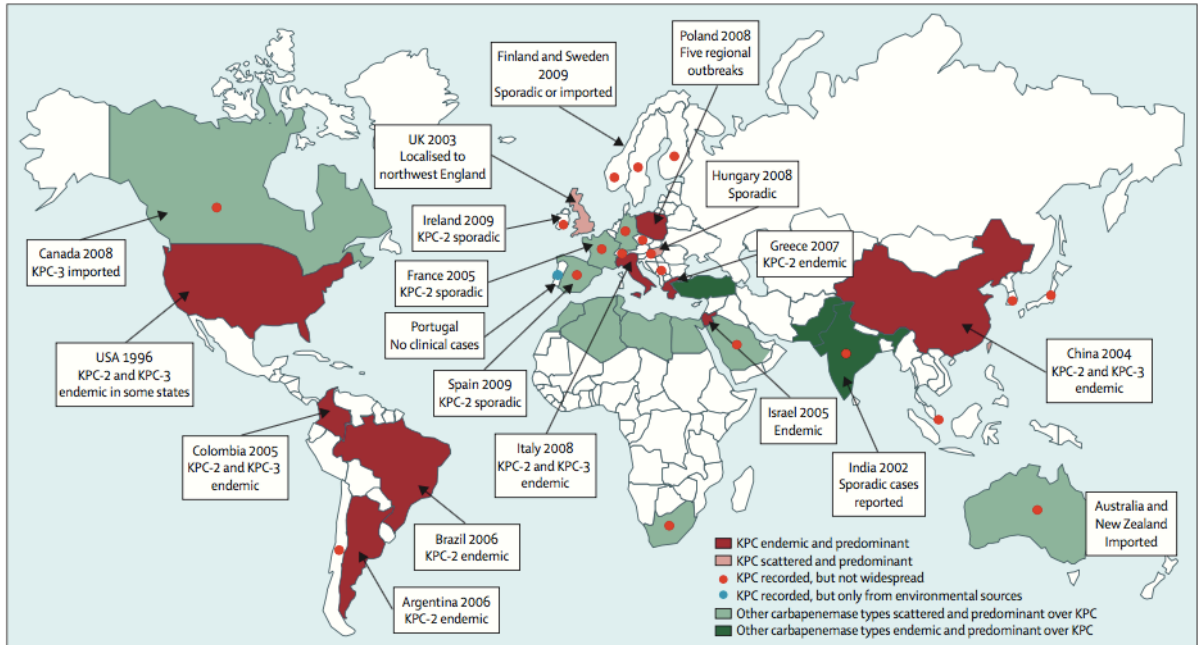 Finland and Sweden
2009
Sporadic or imported
Poland 2008
Five regional
outbreaks
UK 2003
Localised to
northwest England
Hungary 2008
Sporadic
Ireland 2009
KPC-2 sporadic
Greece 2007
KPC-2 endemic
Canada 2008
KPC-3 imported
France 2005
KPC-2 sporadic
Portugal
No clinical cases
USA 1996
KPC-2 and KPC-3
endemic in some states
China 2004
KPC-2 and KPC-3
endemic
Spain 2009
KPC-2 sporadic
Israel 2005
Endemic
Colombia 2005
KPC-2 and KPC-3
endemic
Italy 2008
KPC-2 and KPC-3
endemic
India 2002
Sporadic cases
reported
Australia and
New Zealand
Imported
Brazil 2006
KPC-2 endemic
Argentina 2006
KPC-2 endemic
KPC endemic and predominant
KPC scattered and predominant
KPC recorded, but not widespread
KPC recorded, but only from environmental sources
Other carbapenemase types scattered and predominant over KPC
Other carbapenemase types endemic and predominant over KPC